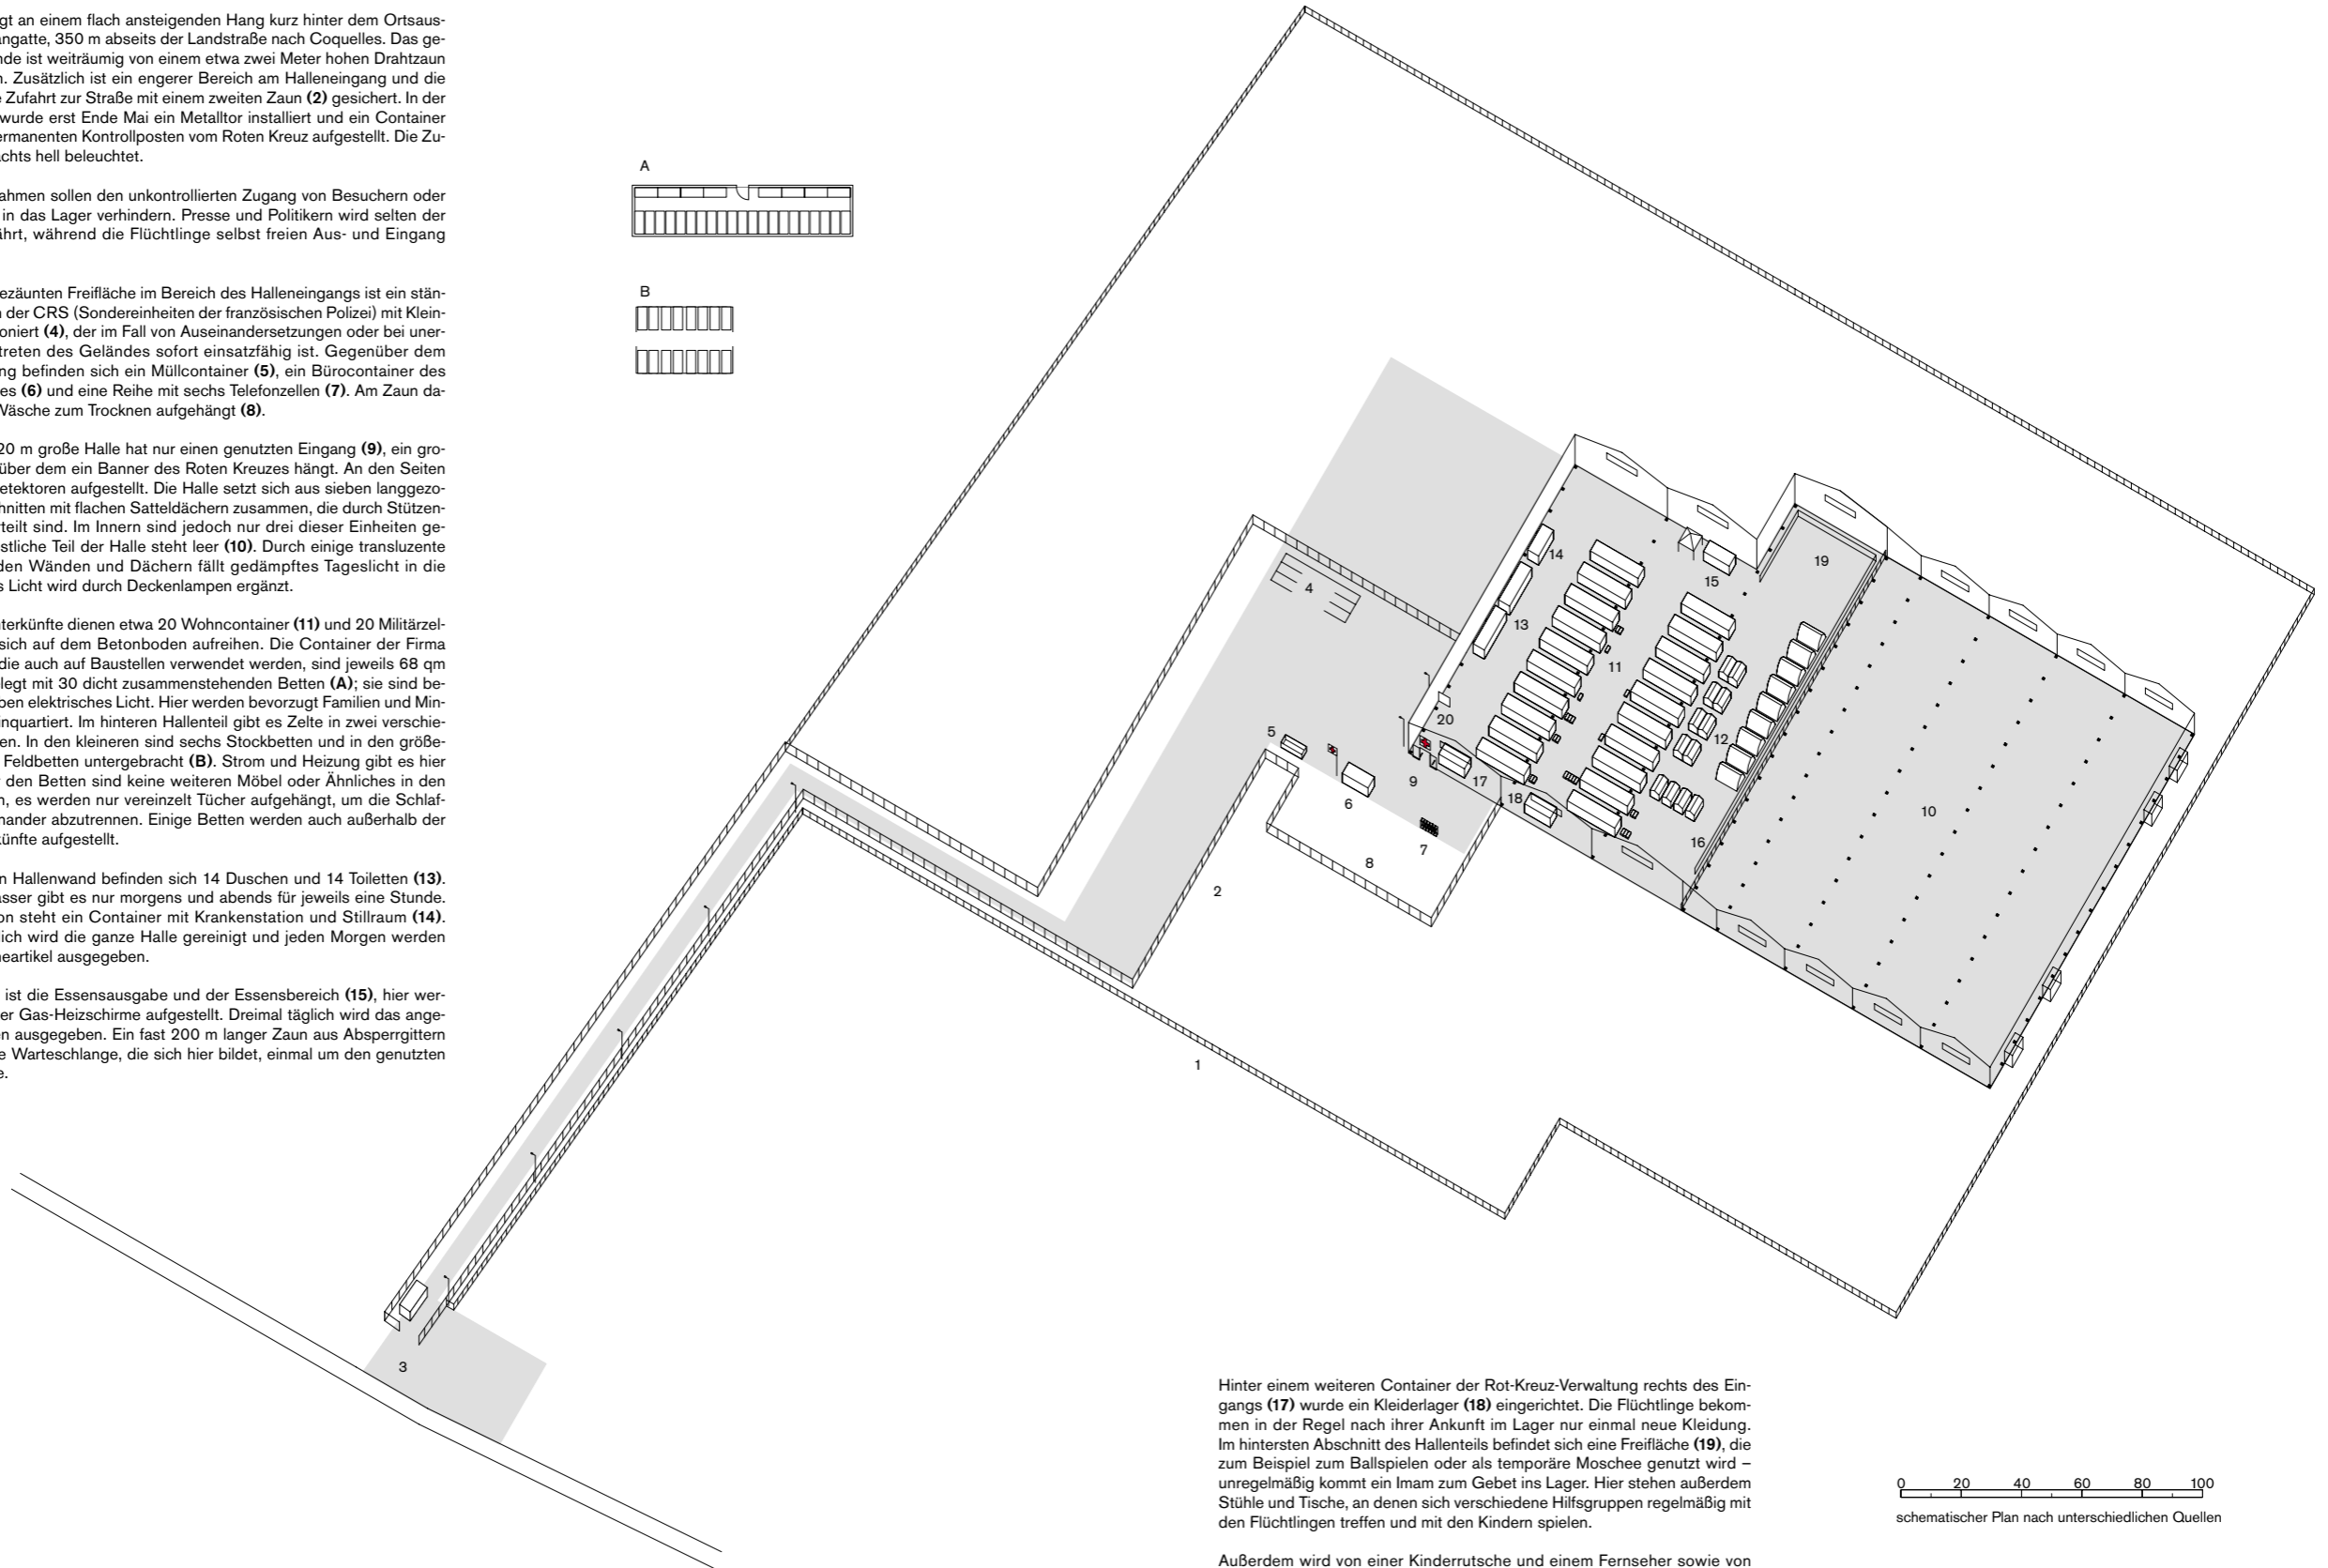 gt an einem flach ansteigenden Hang kurz hinter dem Ortsaus-
angatte, 350 m abseits der Landstraße nach Coquelles. Das ge-
nde ist weiträumig von einem etwa zwei Meter hohen Drahtzaun
n. Zusätzlich ist ein engerer Bereich am Halleneingang und die
e Zufahrt zur Straße mit einem zweiten Zaun (2) gesichert. In der
wurde erst Ende Mai ein Metalltor installiert und ein Container
ermanenten Kontrollposten vom Roten Kreuz aufgestellt. Die Zu-
achts hell beleuchtet.
ahmen sollen den unkontrollierten Zugang von Besuchern oder
in das Lager verhindern. Presse und Politikern wird selten der
ährt, während die Flüchtlinge selbst freien Aus- und Eingang
ezäunten Freifläche im Bereich des Halleneingangs ist ein stän-
n der CRS (Sondereinheiten der französischen Polizei) mit Klein-
oniert (4), der im Fall von Auseinandersetzungen oder bei uner-
treten des Geländes sofort einsatzfähig ist. Gegenüber dem
ng befinden sich ein Müllcontainer (5), ein Bürocontainer des
es (6) und eine Reihe mit sechs Telefonzellen (7). Am Zaun da-
Wäsche zum Trocknen aufgehängt (8).
20 m große Halle hat nur einen genutzten Eingang (9), ein gro-
über dem ein Banner des Roten Kreuzes hängt. An den Seiten
etektoren aufgestellt. Die Halle setzt sich aus sieben langgezo-
hnitten mit flachen Satteldächern zusammen, die durch Stützen-
rteilt sind. Im Innern sind jedoch nur drei dieser Einheiten ge-
stliche Teil der Halle steht leer (10). Durch einige transluzente
den Wänden und Dächern fällt gedämpftes Tageslicht in die
s Licht wird durch Deckenlampen ergänzt.
nterkünfte dienen etwa 20 Wohncontainer (11) und 20 Militärzel-
sich auf dem Betonboden aufreihen. Die Container der Firma
die auch auf Baustellen verwendet werden, sind jeweils 68 qm
elegt mit 30 dicht zusammenstehenden Betten (A); sie sind be-
ben elektrisches Licht. Hier werden bevorzugt Familien und Min-
inquartiert. Im hinteren Hallenteil gibt es Zelte in zwei verschie-
en. In den kleineren sind sechs Stockbetten und in den größe-
Feldbetten untergebracht (B). Strom und Heizung gibt es hier
r den Betten sind keine weiteren Möbel oder Ähnliches in den
n, es werden nur vereinzelt Tücher aufgehängt, um die Schlaf-
nander abzutrennen. Einige Betten werden auch außerhalb der
künfte aufgestellt.
n Hallenwand befinden sich 14 Duschen und 14 Toiletten (13).
asser gibt es nur morgens und abends für jeweils eine Stunde.
on steht ein Container mit Krankenstation und Stillraum (14).
lich wird die ganze Halle gereinigt und jeden Morgen werden
neartikel ausgegeben.
ist die Essensausgabe und der Essensbereich (15), hier wer-
er Gas-Heizschirme aufgestellt. Dreimal täglich wird das ange-
n ausgegeben. Ein fast 200 m langer Zaun aus Absperrgittern
e Warteschlange, die sich hier bildet, einmal um den genutzten
e.
A
B
14
15
19
4
13
11
20
5
12
9
17
6
18
10
7
16
8
2
1
3
Hinter einem weiteren Container der Rot-Kreuz-Verwaltung rechts des Ein-
gangs (17) wurde ein Kleiderlager (18) eingerichtet. Die Flüchtlinge bekom-
men in der Regel nach ihrer Ankunft im Lager nur einmal neue Kleidung.
Im hintersten Abschnitt des Hallenteils befindet sich eine Freifläche (19), die
zum Beispiel zum Ballspielen oder als temporäre Moschee genutzt wird –
unregelmäßig kommt ein Imam zum Gebet ins Lager. Hier stehen außerdem
Stühle und Tische, an denen sich verschiedene Hilfsgruppen regelmäßig mit
den Flüchtlingen treffen und mit den Kindern spielen.
Außerdem wird von einer Kinderrutsche und einem Fernseher sowie von
0 20 40 60 80 100
schematischer Plan nach unterschiedlichen Quellen